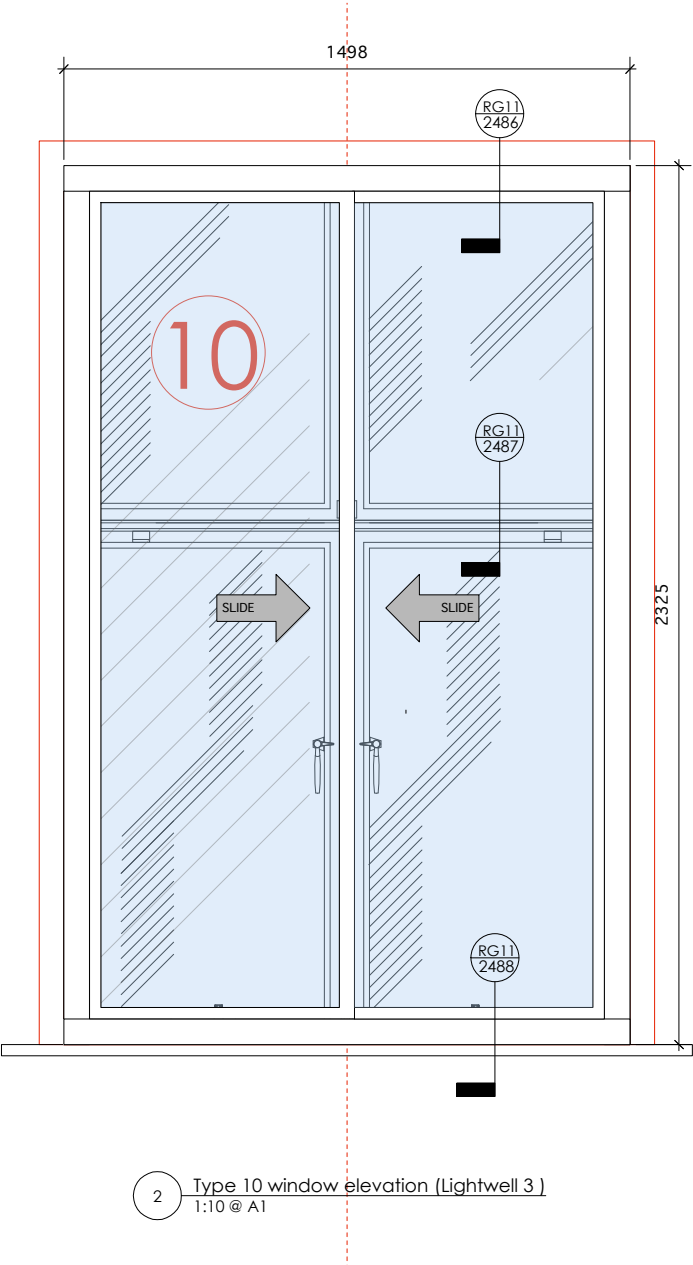 1498
RG11
2486
10
RG11
2487
SLIDE
SLIDE
2325
RG11
2488
2
Type 10 window elevation (Lightwell 3 )
1:10 @ A1